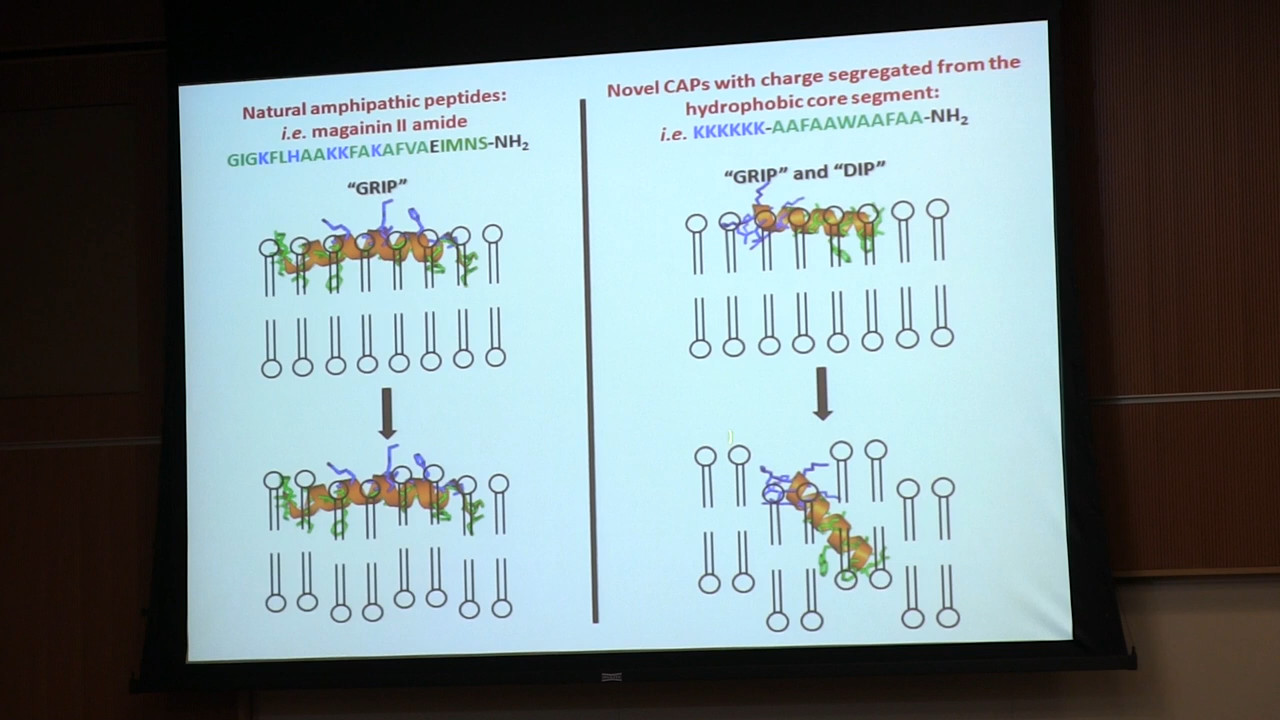 Natural amphipathic peptides:
i.e. magainin II amide
GIGKFLHAAKKFAKAFVAEIMNS-NH₂
“GRIP”
Novel CAPs with charge segregated from the
hydrophobic core segment:
i.e. KKKKKK-AAFAAWAAFAA-NH₂
“GRIP” and “DIP”